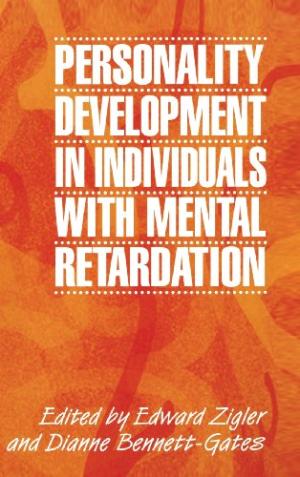 PERSONALITY
DEVELOPMENT
IN INDIVIDUALS
WITH MENTAL
RETARDATION
Edited by Edward Zigler
and Dianne Bennett-Gates